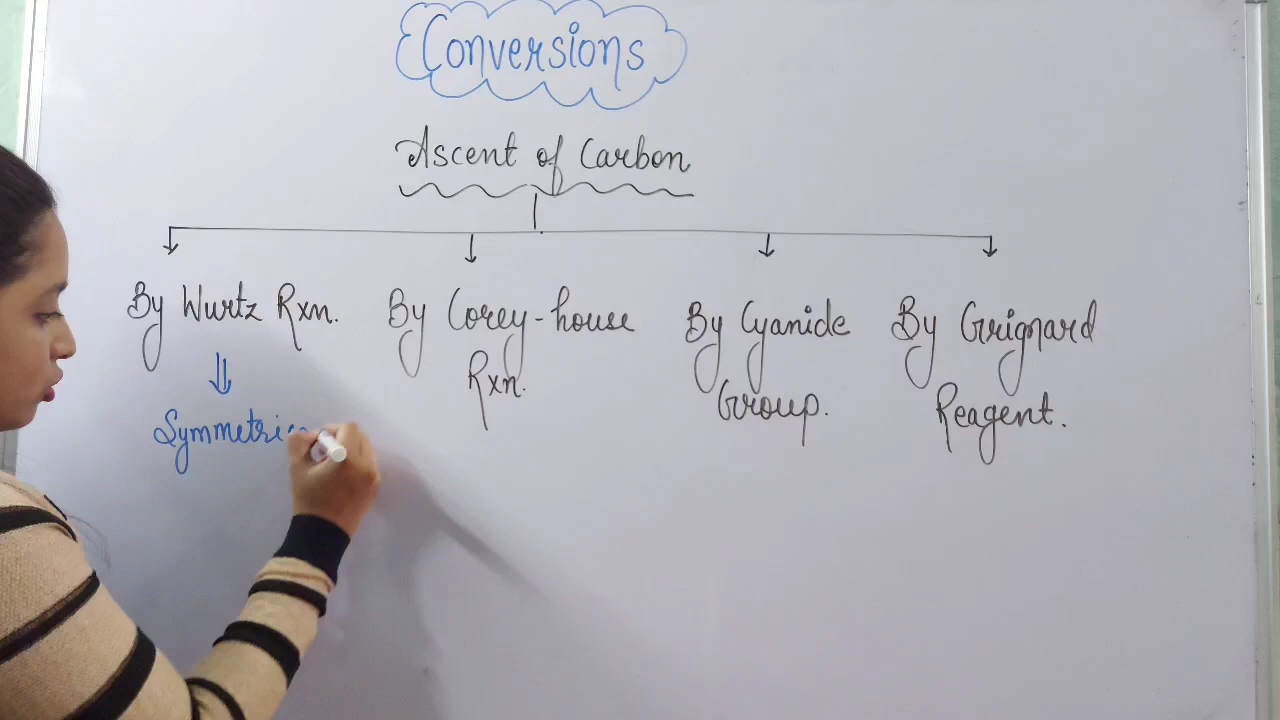 Conversions
Ascent of Carbon
By Wurtz Rxn.
By Corey-house
Rxn.
By Cyanide
Group.
By Grignard
Reagent.
Symmetric